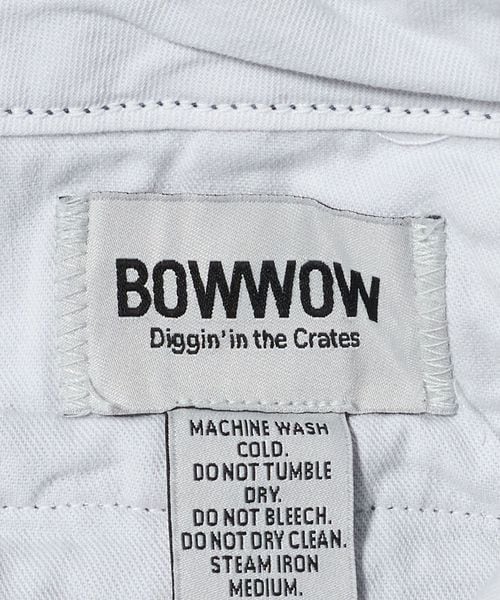 BOWWOW
Diggin' in the Crates
MACHINE WASH
COLD.
DO NOT TUMBLE
DRY.
DO NOT BLEECH.
DO NOT DRY CLEAN.
STEAM IRON
MEDIUM.